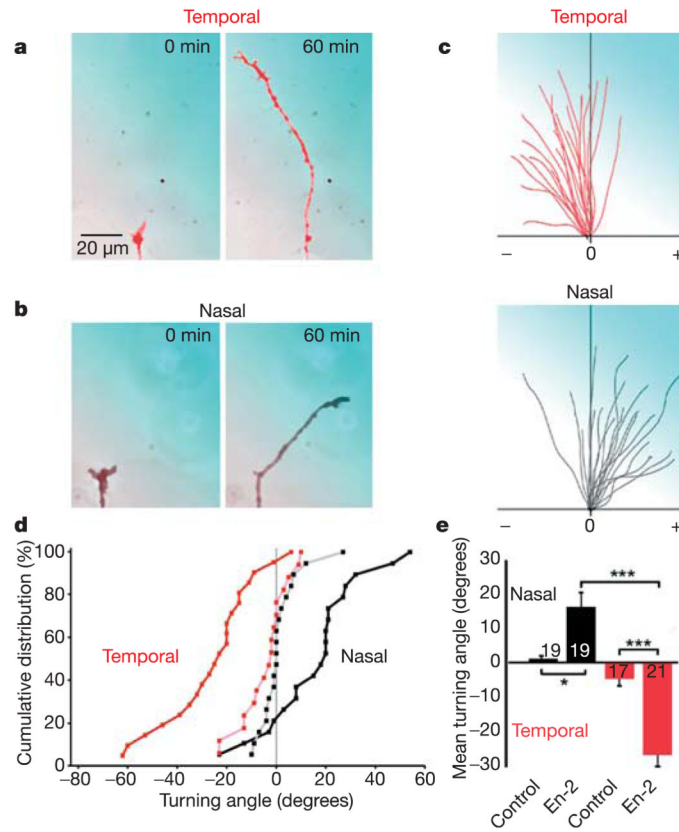 Temporal
a
0 min
60 min
20 µm
b
Nasal
0 min
60 min
c
– 0 +
Nasal
– 0 +
d
Cumulative distribution (%)
100
80
60
40
20
0
Temporal
Nasal
–80 –60 –40 –20 0 20 40 60
Turning angle (degrees)
e
Mean turning angle (degrees)
30
20
10
0
–10
–20
–30
Nasal
***
19
19
*
***
17
21
Temporal
Control
En-2
Control
En-2